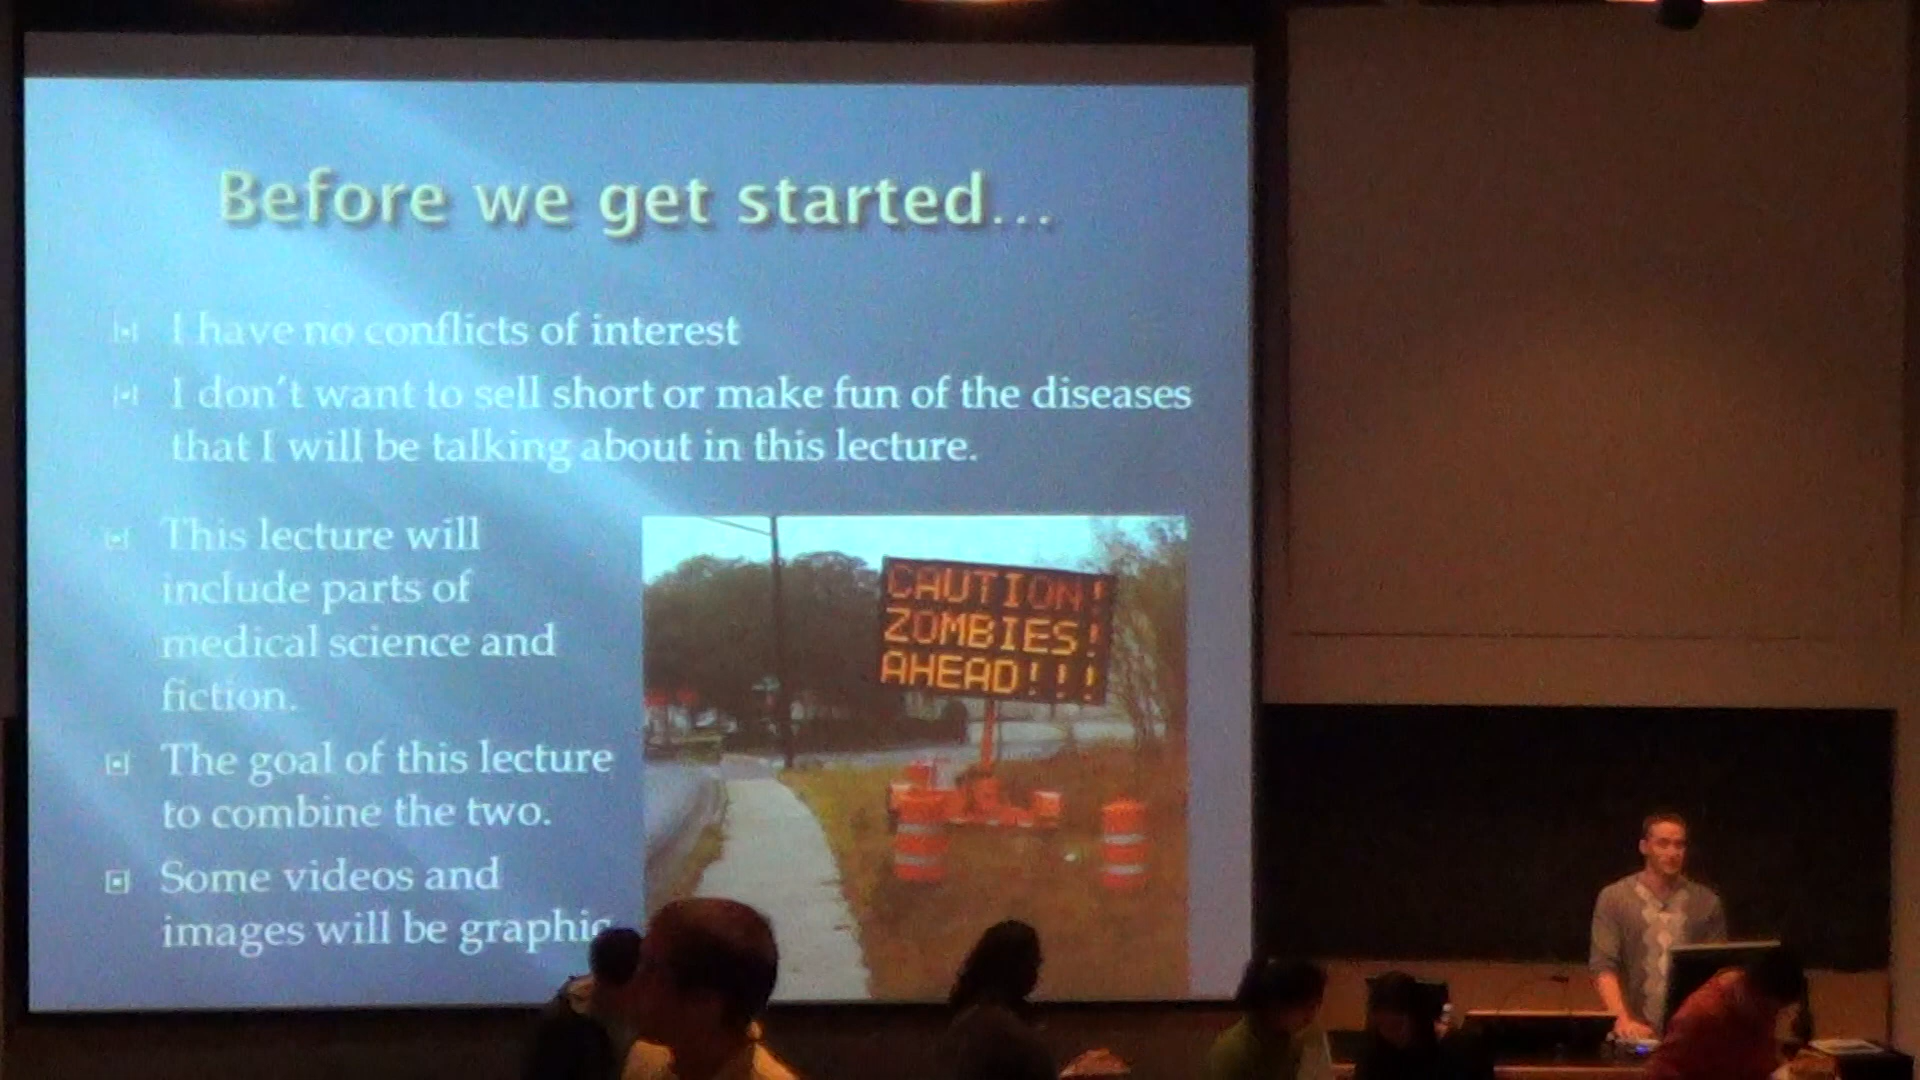 Before we get started...
I have no conflicts of interest
I don't want to sell short or make fun of the diseases
that I will be talking about in this lecture.
This lecture will
include parts of
medical science and
fiction.
The goal of this lecture
to combine the two.
Some videos and
images will be graphic
CAUTION!
ZOMBIES!
AHEAD!!!